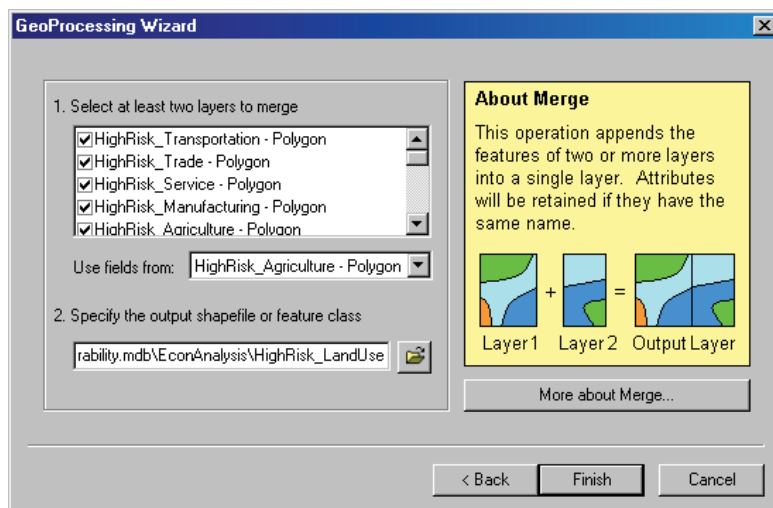 GeoProcessing Wizard
1. Select at least two layers to merge
HighRisk_Transportation - Polygon
HighRisk_Trade - Polygon
HighRisk_Service - Polygon
HighRisk_Manufacturing - Polygon
HighRisk_Agriculture - Polygon
Use fields from: HighRisk_Agriculture - Polygon
2. Specify the output shapefile or feature class
rability.mdb\EconAnalysis\HighRisk_LandUse
About Merge
This operation appends the
features of two or more layers
into a single layer. Attributes
will be retained if they have the
same name.
+ =
Layer1 Layer 2 Output Layer
More about Merge...
< Back Finish Cancel